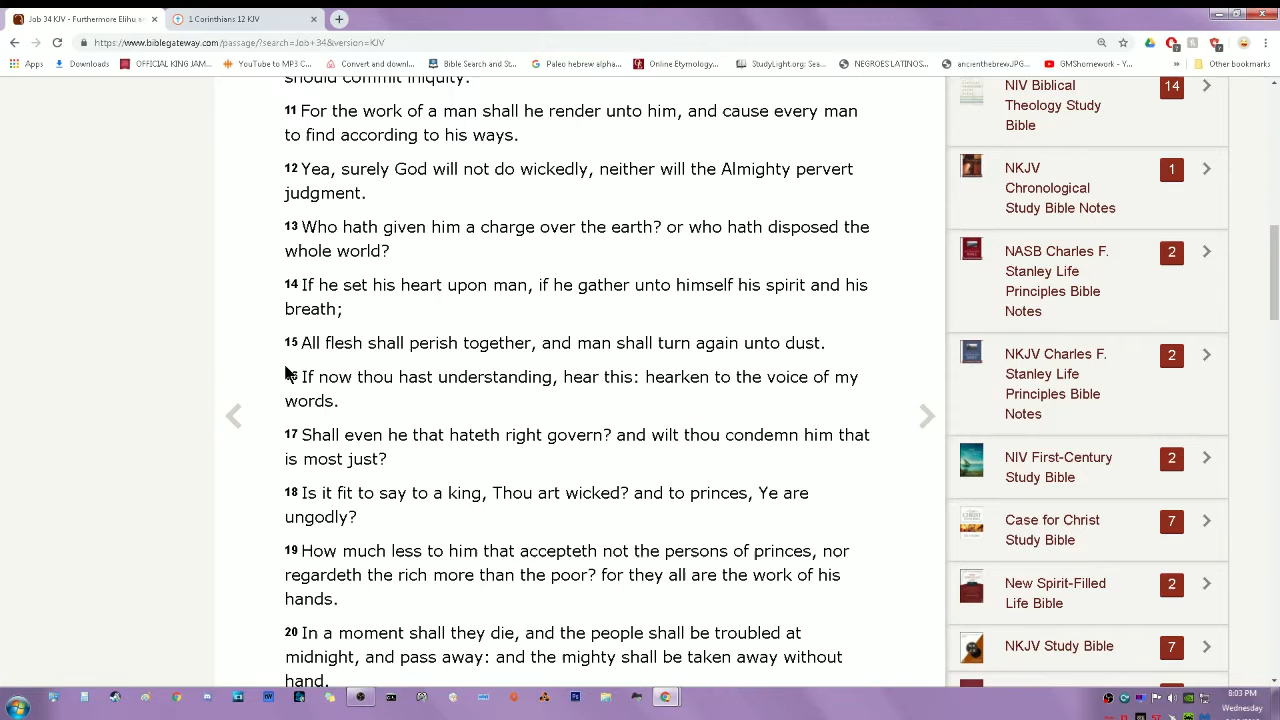 Job 34 KJV - Furthermore Elihu a
1 Corinthians 12 KJV
https://www.biblegateway.com/passage/?search=Job+34&version=KJV
Apps
Downloads
OFFICIAL KING JAM...
YouTube to MP3 C...
Convert and downl...
Bible Search and St...
Paleo hebrew alpha...
Online Etymology...
StudyLight.org: Sea...
NEGROES LATINOS...
ancienthebrewJPG...
GMSHomework - Y...
Other bookmarks
should commit iniquity.
11 For the work of a man shall he render unto him, and cause every man
to find according to his ways.
12 Yea, surely God will not do wickedly, neither will the Almighty pervert
judgment.
13 Who hath given him a charge over the earth? or who hath disposed the
whole world?
14 If he set his heart upon man, if he gather unto himself his spirit and his
breath;
15 All flesh shall perish together, and man shall turn again unto dust.
If now thou hast understanding, hear this: hearken to the voice of my
words.
17 Shall even he that hateth right govern? and wilt thou condemn him that
is most just?
18 Is it fit to say to a king, Thou art wicked? and to princes, Ye are
ungodly?
19 How much less to him that accepteth not the persons of princes, nor
regardeth the rich more than the poor? for they all are the work of his
hands.
20 In a moment shall they die, and the people shall be troubled at
midnight, and pass away: and the mighty shall be taken away without
hand.
NIV Biblical
Theology Study
Bible
14
NKJV
Chronological
Study Bible Notes
1
NASB Charles F.
Stanley Life
Principles Bible
Notes
2
NKJV Charles F.
Stanley Life
Principles Bible
Notes
2
NIV First-Century
Study Bible
2
Case for Christ
Study Bible
7
New Spirit-Filled
Life Bible
2
NKJV Study Bible
7
8:03 PM
Wednesday